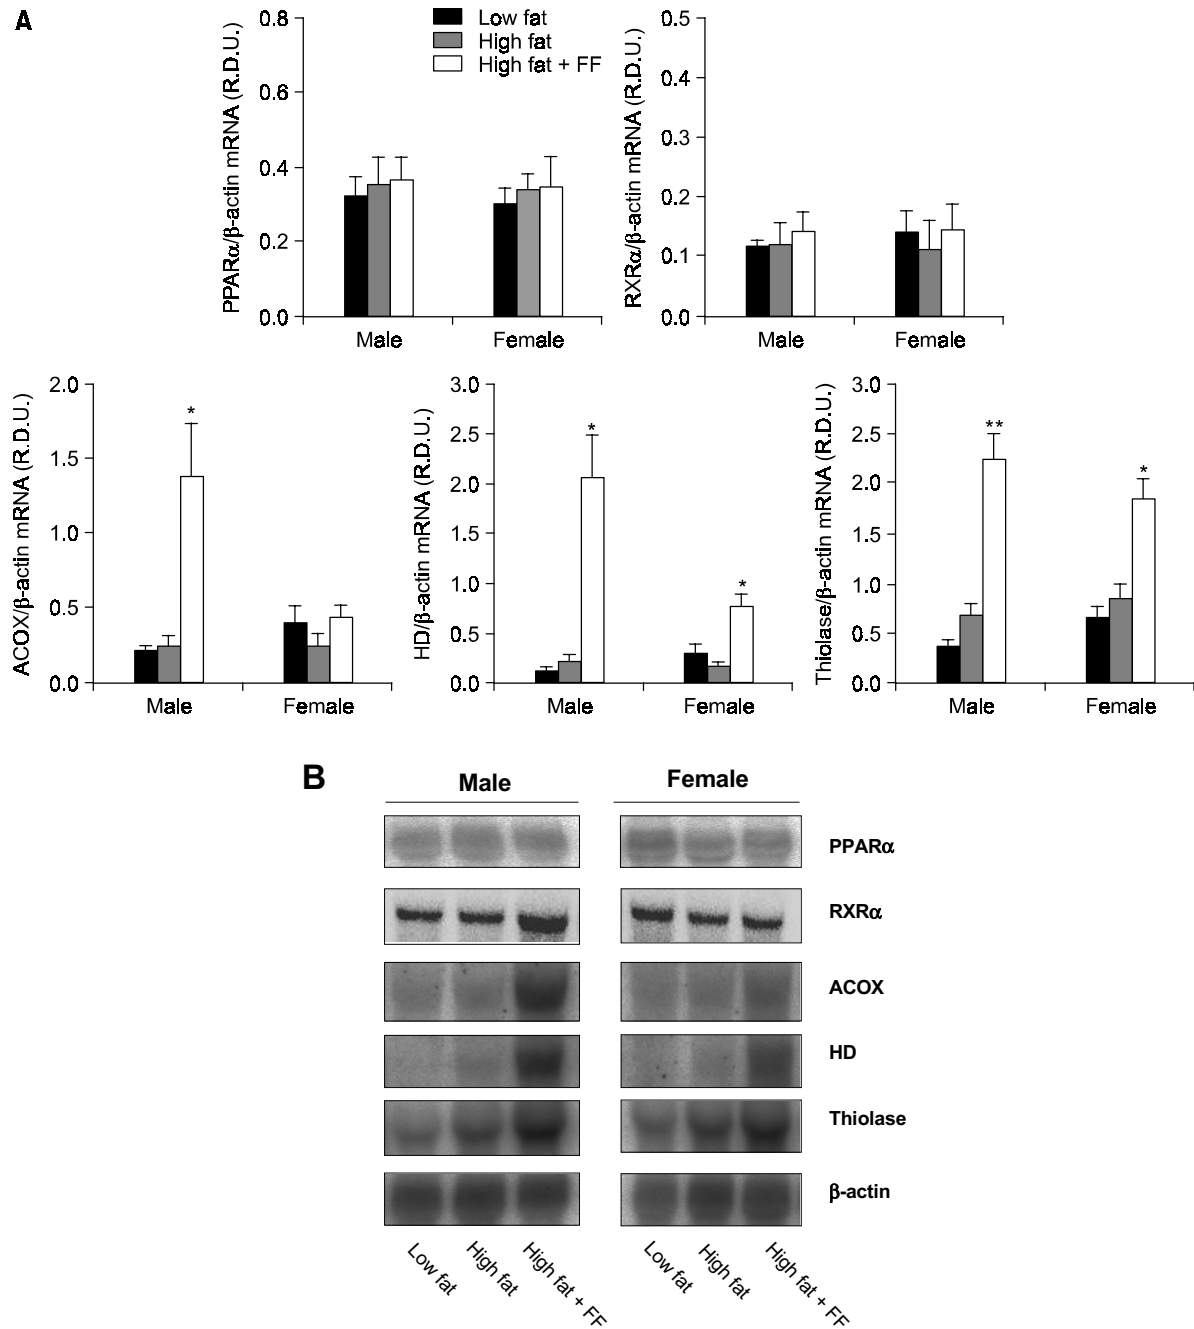 A
Low fat
High fat
High fat + FF
PPARα/β-actin mRNA (R.D.U.)
0.8
0.6
0.4
0.2
0.0
Male
Female
RXRα/β-actin mRNA (R.D.U.)
0.5
0.4
0.3
0.2
0.1
0.0
Male
Female
ACOX/β-actin mRNA (R.D.U.)
2.0
1.5
1.0
0.5
0.0
*
Male
Female
HD/β-actin mRNA (R.D.U.)
3.0
2.5
2.0
1.5
1.0
0.5
0.0
*
*
Male
Female
Thiolase/β-actin mRNA (R.D.U.)
3.0
2.5
2.0
1.5
1.0
0.5
0.0
**
*
Male
Female
B
Male
Female
PPARα
RXRα
ACOX
HD
Thiolase
β-actin
Low fat
High fat
High fat + FF
Low fat
High fat
High fat + FF